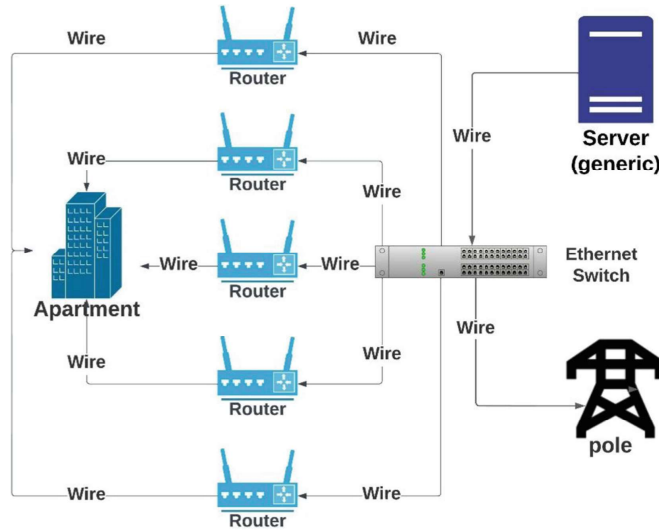 Wire
Router
Wire
Server
(generic)
Wire
Wire
Router
Wire
Ethernet
Switch
Wire
Router
Wire
Apartment
Wire
pole
Wire
Router
Wire
Wire
Router
Wire